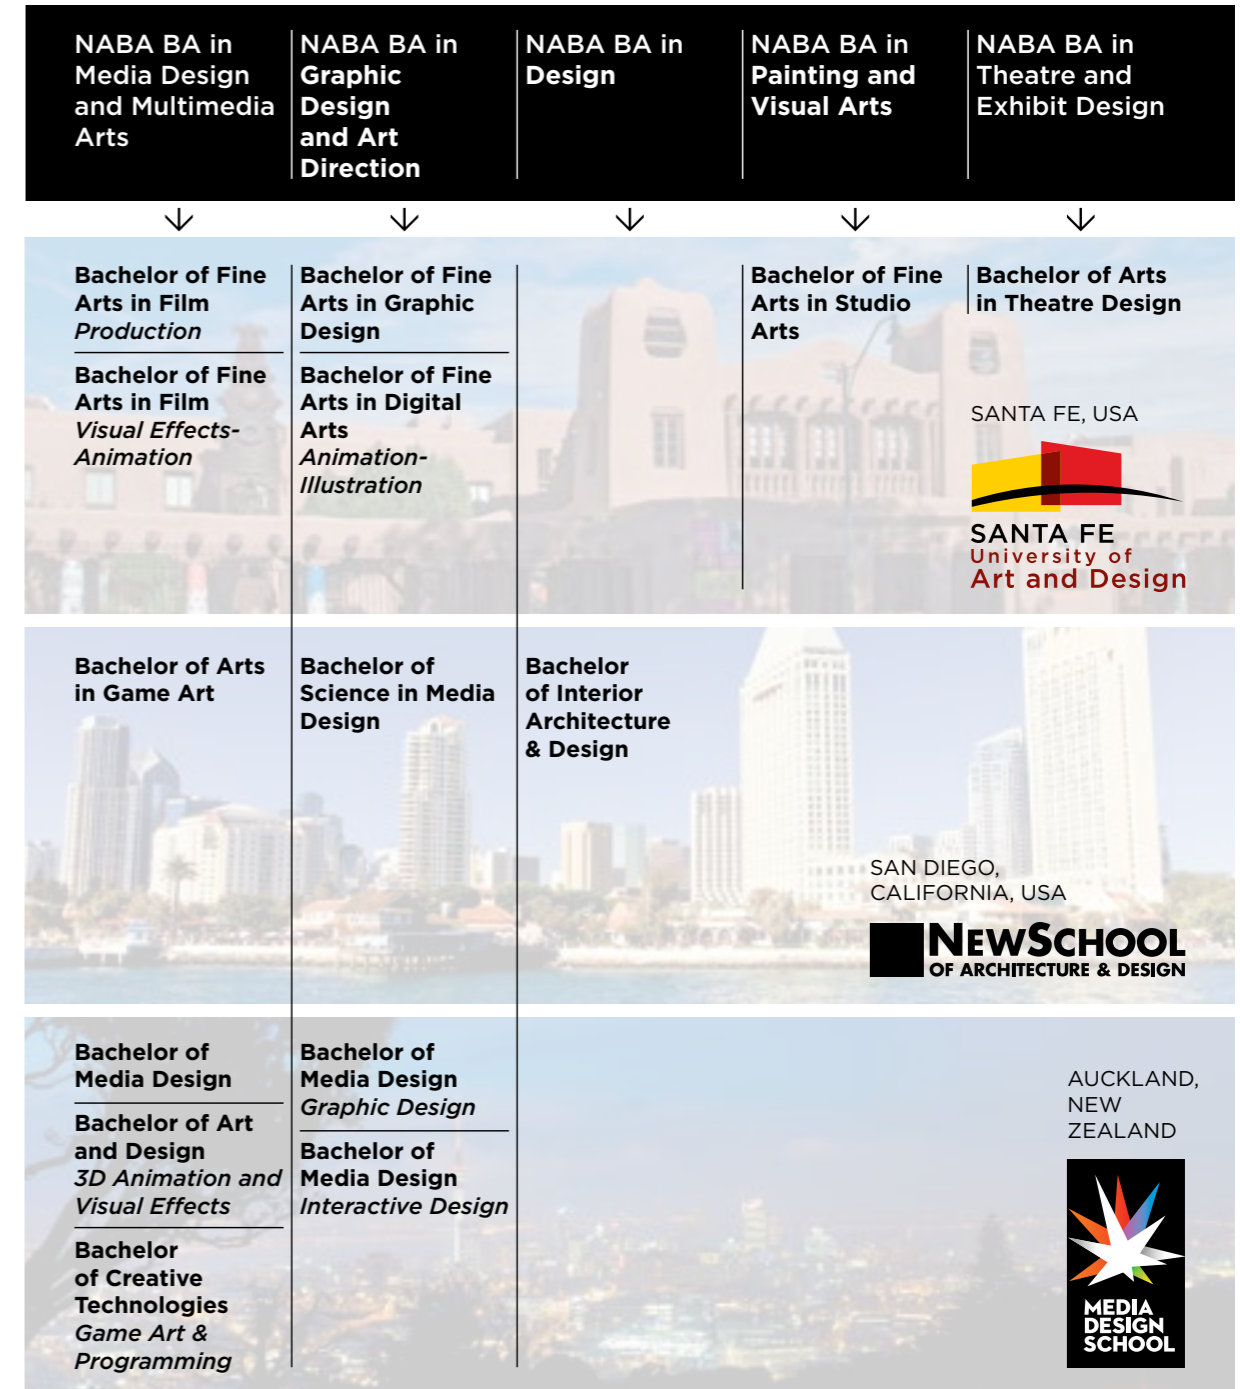 NABA BA in
Media Design
and Multimedia
Arts
NABA BA in
Graphic
Design
and Art
Direction
NABA BA in
Design
NABA BA in
Painting and
Visual Arts
NABA BA in
Theatre and
Exhibit Design
Bachelor of Fine
Arts in Film
Production
Bachelor of Fine
Arts in Film
Visual Effects-
Animation
Bachelor of Fine
Arts in Graphic
Design
Bachelor of Fine
Arts in Digital
Arts
Animation-
Illustration
Bachelor of Fine
Arts in Studio
Arts
Bachelor of Arts
in Theatre Design
SANTA FE, USA
SANTA FE
University of
Art and Design
Bachelor of Arts
in Game Art
Bachelor of
Science in Media
Design
Bachelor
of Interior
Architecture
& Design
SAN DIEGO,
CALIFORNIA, USA
NEWSCHOOL
OF ARCHITECTURE & DESIGN
Bachelor of
Media Design
Bachelor of Art
and Design
3D Animation and
Visual Effects
Bachelor
of Creative
Technologies
Game Art &
Programming
Bachelor of
Media Design
Graphic Design
Bachelor of
Media Design
Interactive Design
AUCKLAND,
NEW
ZEALAND
MEDIA
DESIGN
SCHOOL